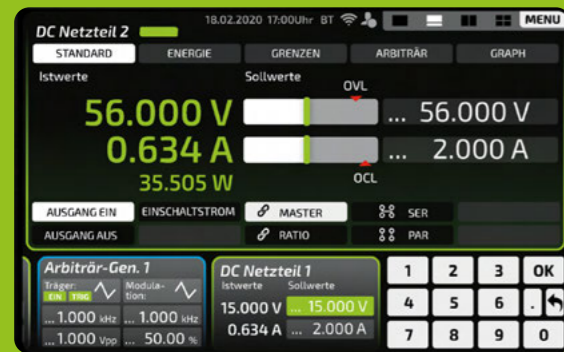 18.02.2020 17:00Uhr BT MENU
DC Netzteil 2
STANDARD ENERGIE GRENZEN ARBITRÄR GRAPH
Istwerte Sollwerte
OVL
56.000 V ... 56.000 V
0.634 A ... 2.000 A
35.505 W OCL
AUSGANG EIN EINSCHALTSTROM MASTER SER
AUSGANG AUS RATIO PAR
Arbiträr-Gen. 1
Träger: Modula-
EIN TRIG tion:
... 1.000 kHz ... 1.000 kHz
... 1.000 Vpp ... 50.00 %
DC Netzteil 1
Istwerte Sollwerte
15.000 V ... 15.000 V
0.634 A ... 2.000 A
1 2 3 OK
4 5 6 .
7 8 9 0